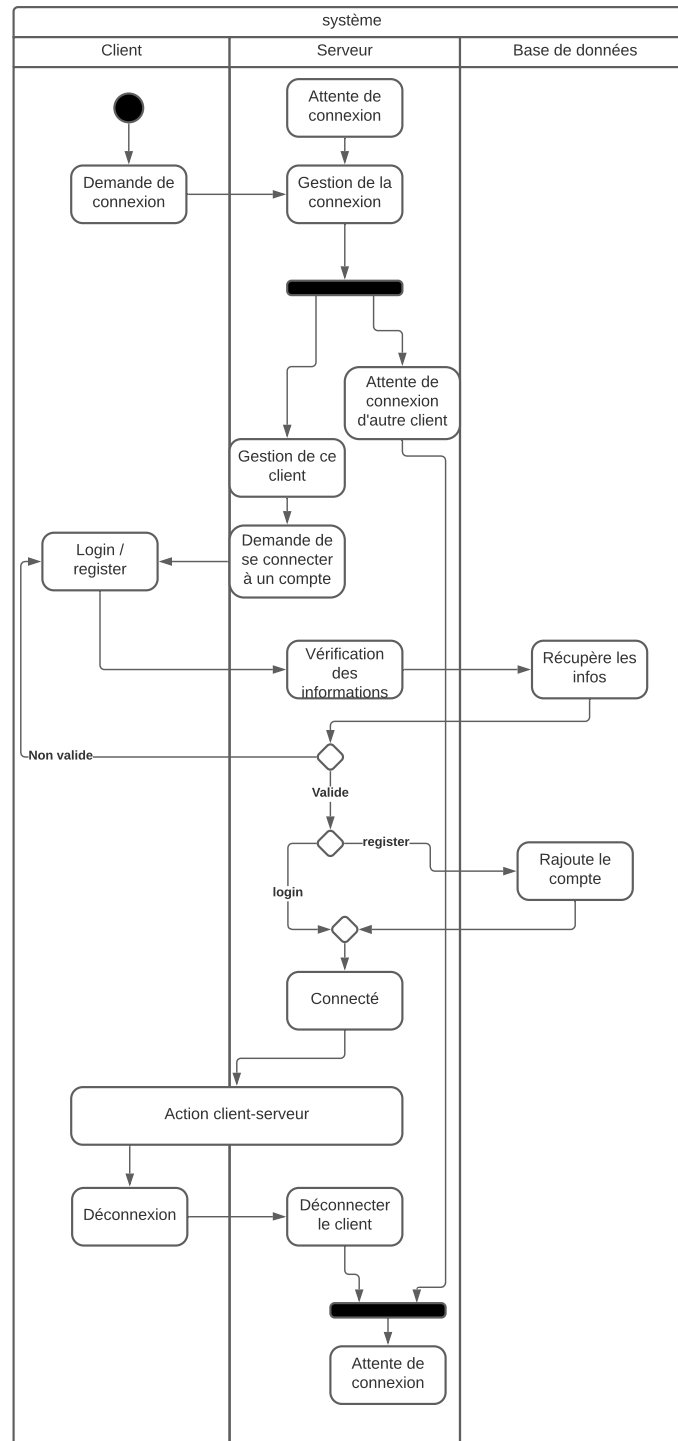 système
Client
Serveur
Base de données
Attente de
connexion
Demande de
connexion
Gestion de la
connexion
Attente de
connexion
d'autre client
Gestion de ce
client
Demande de
se connecter
à un compte
Login /
register
Vérification
des
informations
Récupère les
infos
Non valide
Valide
register
Rajoute le
compte
login
Connecté
Action client-serveur
Déconnexion
Déconnecter
le client
Attente de
connexion